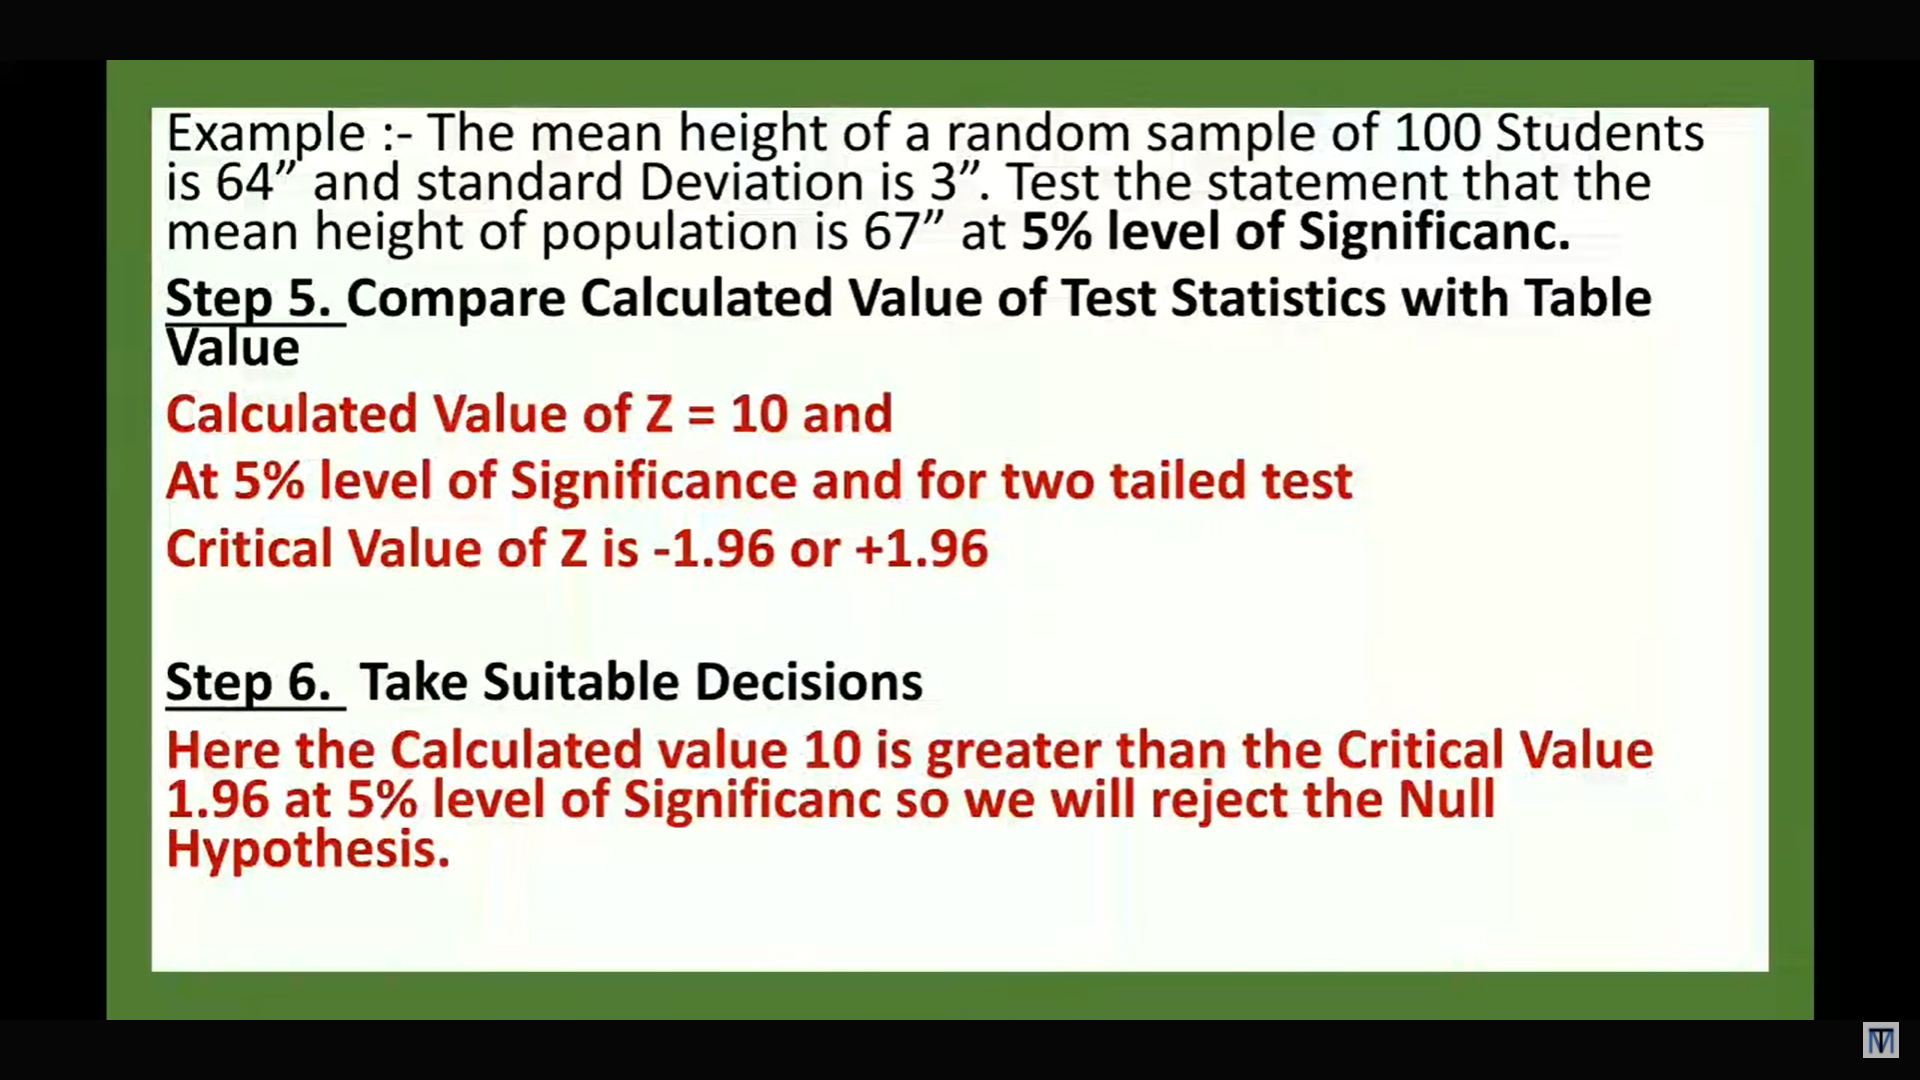 Example :- The mean height of a random sample of 100 Students
is 64” and standard Deviation is 3”. Test the statement that the
mean height of population is 67” at 5% level of Significanc.
Step 5. Compare Calculated Value of Test Statistics with Table
Value
Calculated Value of Z = 10 and
At 5% level of Significance and for two tailed test
Critical Value of Z is -1.96 or +1.96
Step 6. Take Suitable Decisions
Here the Calculated value 10 is greater than the Critical Value
1.96 at 5% level of Significanc so we will reject the Null
Hypothesis.
TM